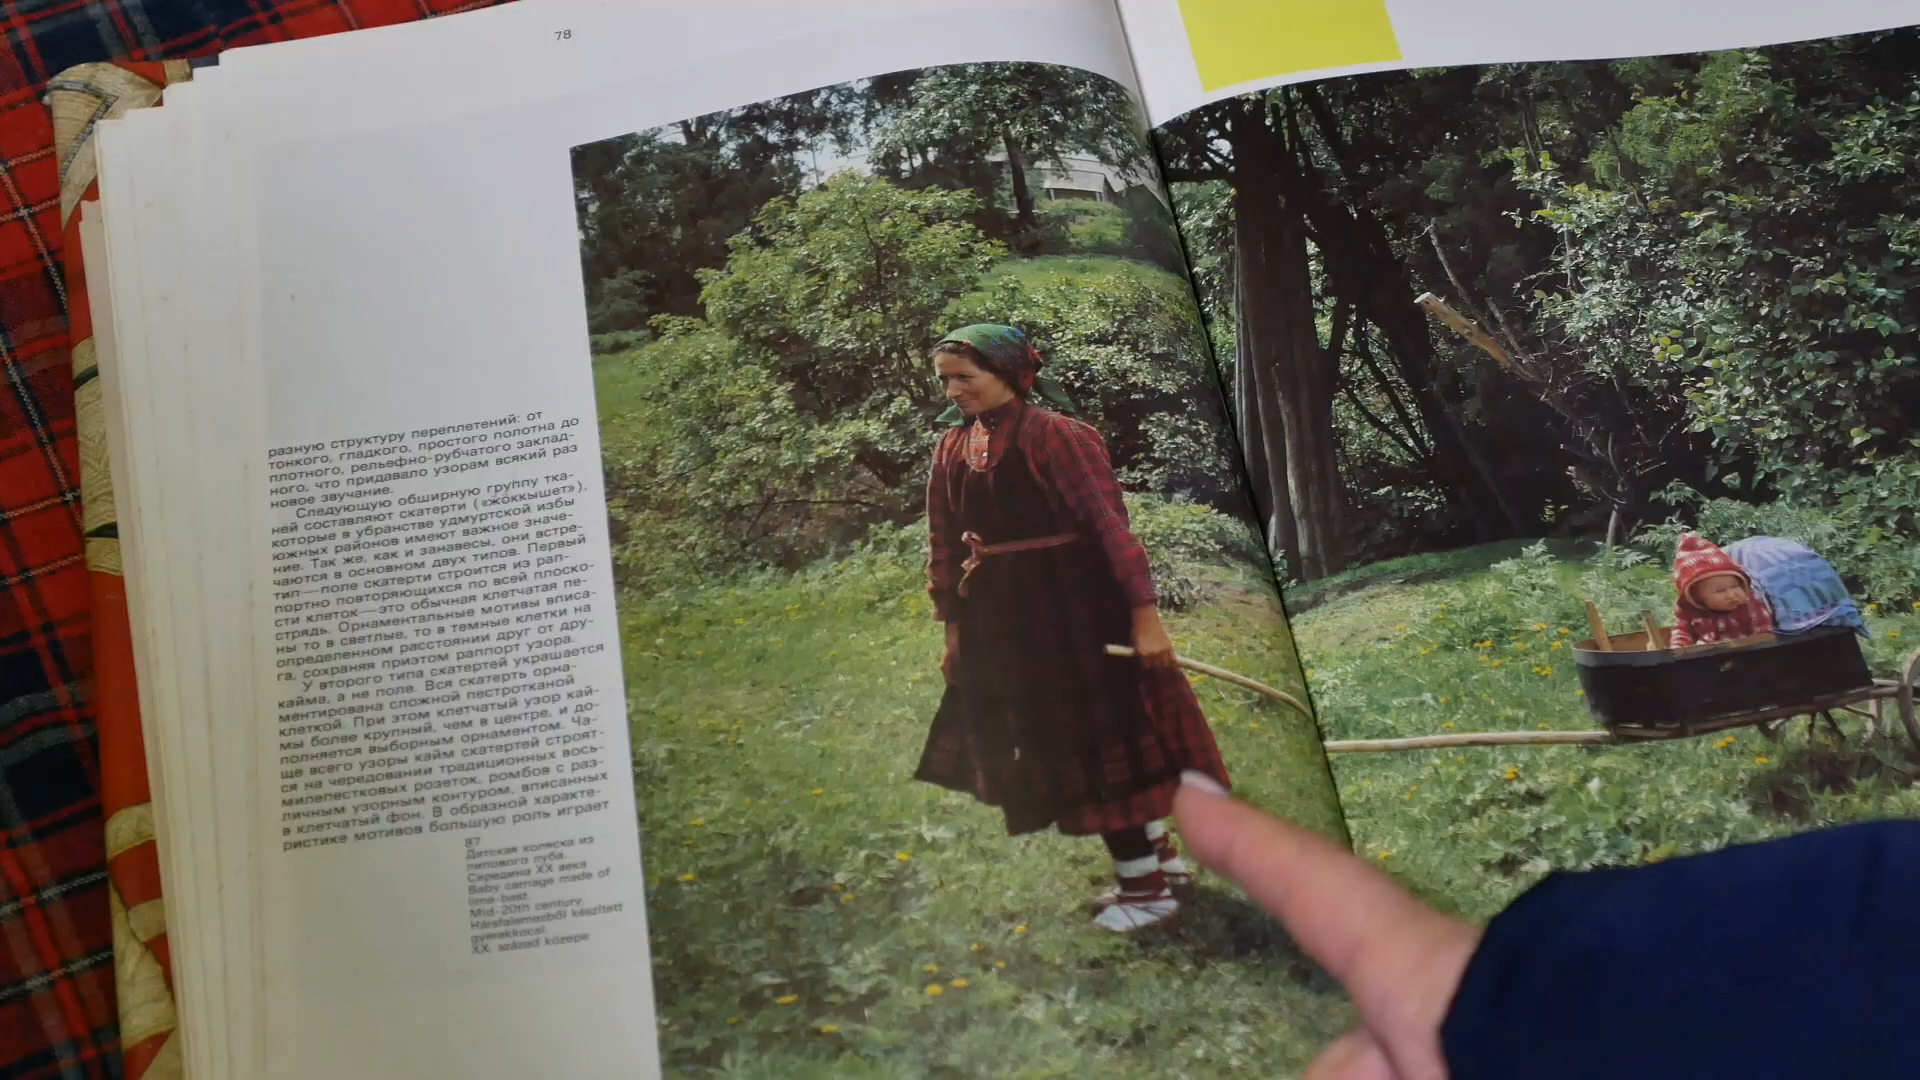 78
разную структуру переплетений: от
тонкого, гладкого, простого полотна до
плотного, рельефно-рубчатого заклад-
ного, что придавало узорам всякий раз
новое звучание.
Следующую обширную группу тка-
ней составляют скатерти («жӧккышет»),
которые в убранстве удмуртской избы
южных районов имеют важное значе-
ние. Так же, как и занавесы, они встре-
чаются в основном двух типов. Первый
тип—поле скатерти строится из рап-
портно повторяющихся по всей плоско-
сти клеток—это обычная клетчатая пе-
стрядь. Орнаментальные мотивы вписа-
ны то в светлые, то в темные клетки на
определенном расстоянии друг от дру-
га, сохраняя приэтом раппорт узора.
У второго типа скатертей украшается
кайма, а не поле. Вся скатерть орна-
ментирована сложной пестротканой
клеткой. При этом клетчатый узор кай-
мы более крупный, чем в центре, и до-
полняется выборным орнаментом. Ча-
ще всего узоры кайм скатертей строят-
ся на чередовании традиционных вось-
милепестковых розеток, ромбов с раз-
личным узорным контуром, вписанных
в клетчатый фон. В образной характе-
ристике мотивов большую роль играет
87
Детская коляска из
липового луба.
Середина XX века
Baby carriage made of
lime-bast.
Mid-20th century
Hársfalemezből készített
gyerekkocsi.
XX. század közepe